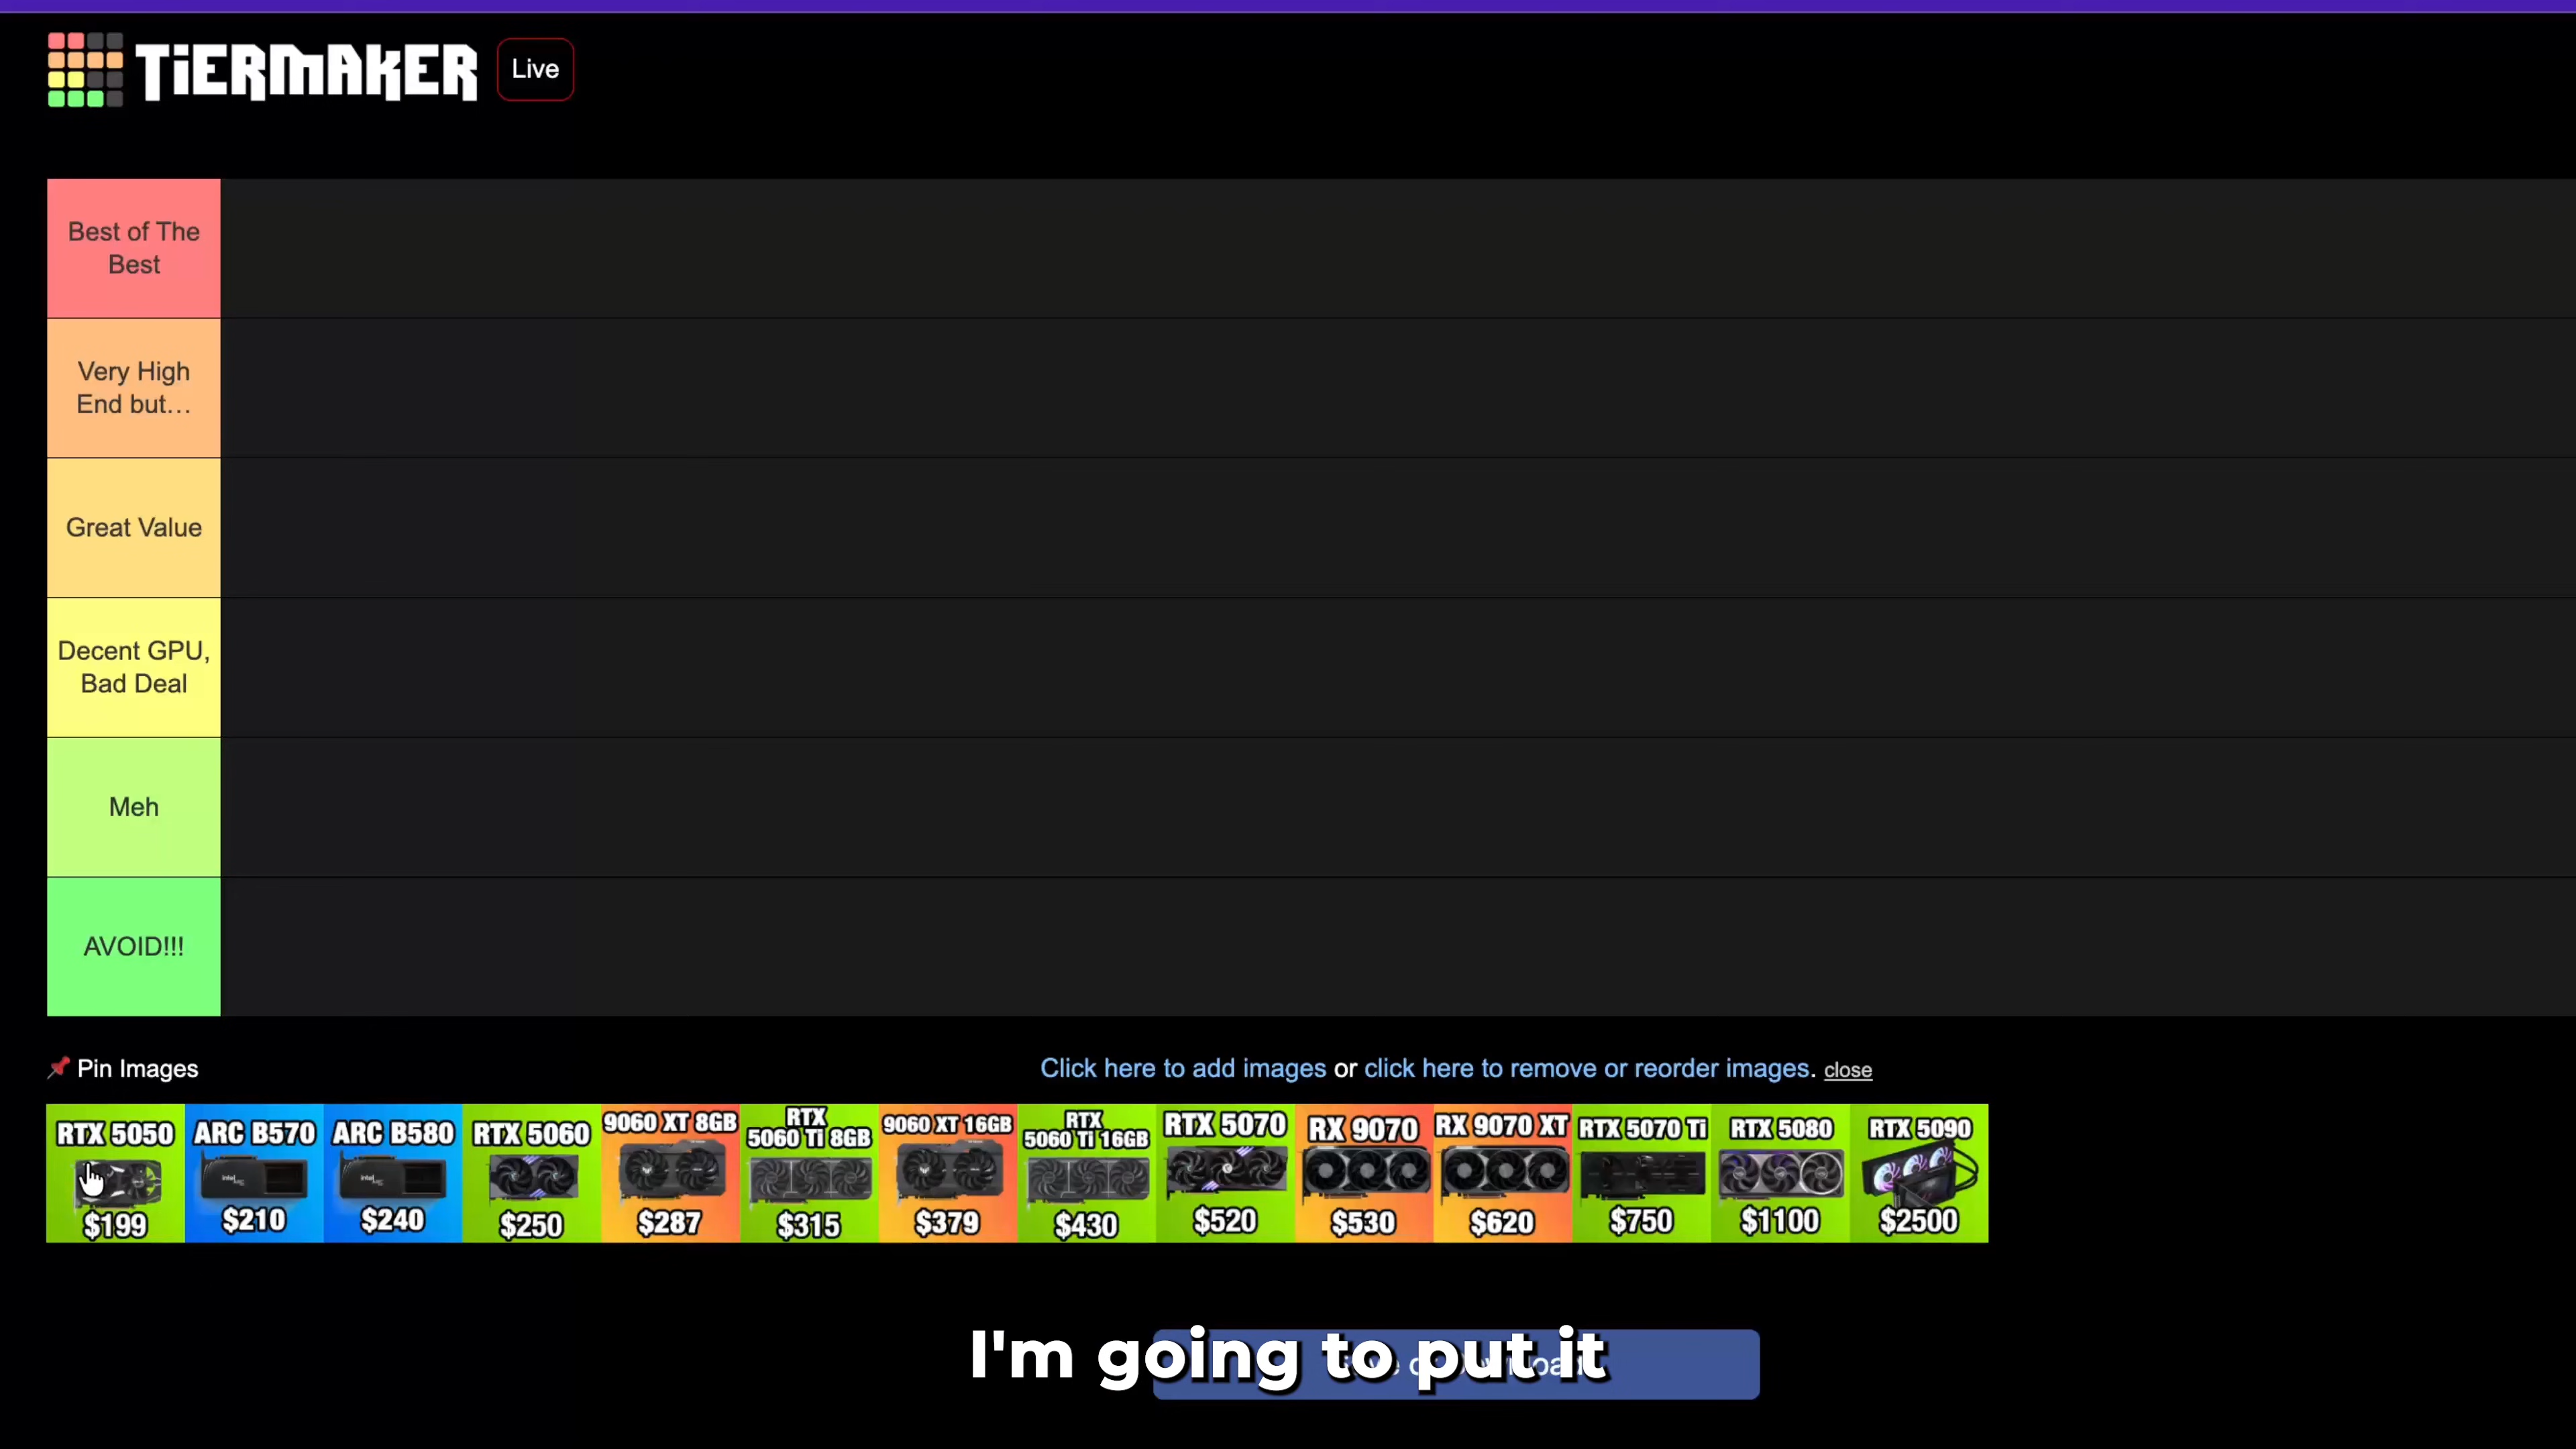 TiERMAKER
Live
Best of The
Best
Very High
End but...
Great Value
Decent GPU,
Bad Deal
Meh
AVOID!!!
Pin Images
Click here to add images or click here to remove or reorder images. close
RTX 5050
$199
ARC B570
$210
ARC B580
$240
RTX 5060
$250
9060 XT 8GB
$287
RTX
5060 Ti 8GB
$315
9060 XT 16GB
$379
RTX
5060 Ti 16GB
$430
RTX 5070
$520
RX 9070
$530
RX 9070 XT
$620
RTX 5070 Ti
$750
RTX 5080
$1100
RTX 5090
$2500
I'm going to put it